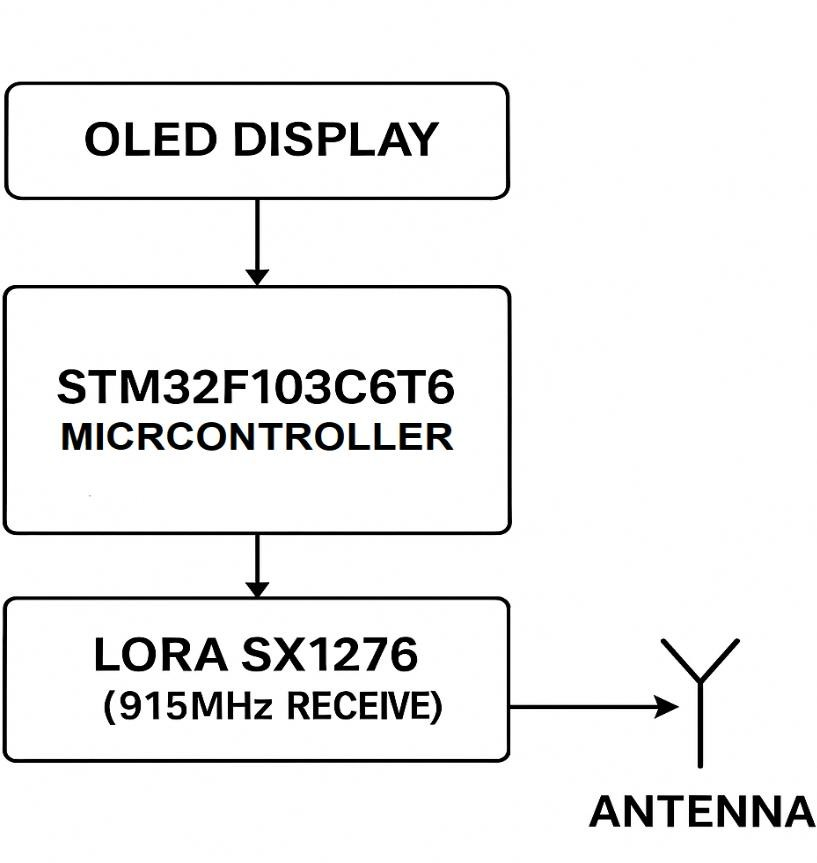 OLED DISPLAY
STM32F103C6T6
MICRCONTROLLER
LORA SX1276
(915MHz RECEIVE)
ANTENNA